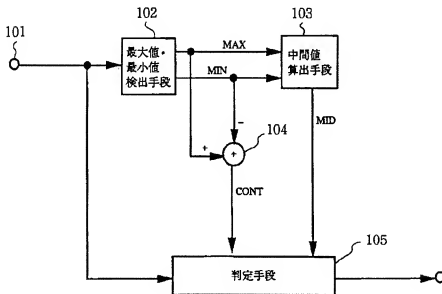 101
102
最大値・
最小値
検出手段
MAX
MIN
103
中間値
算出手段
104
−
+
+
CONT
MID
105
判定手段